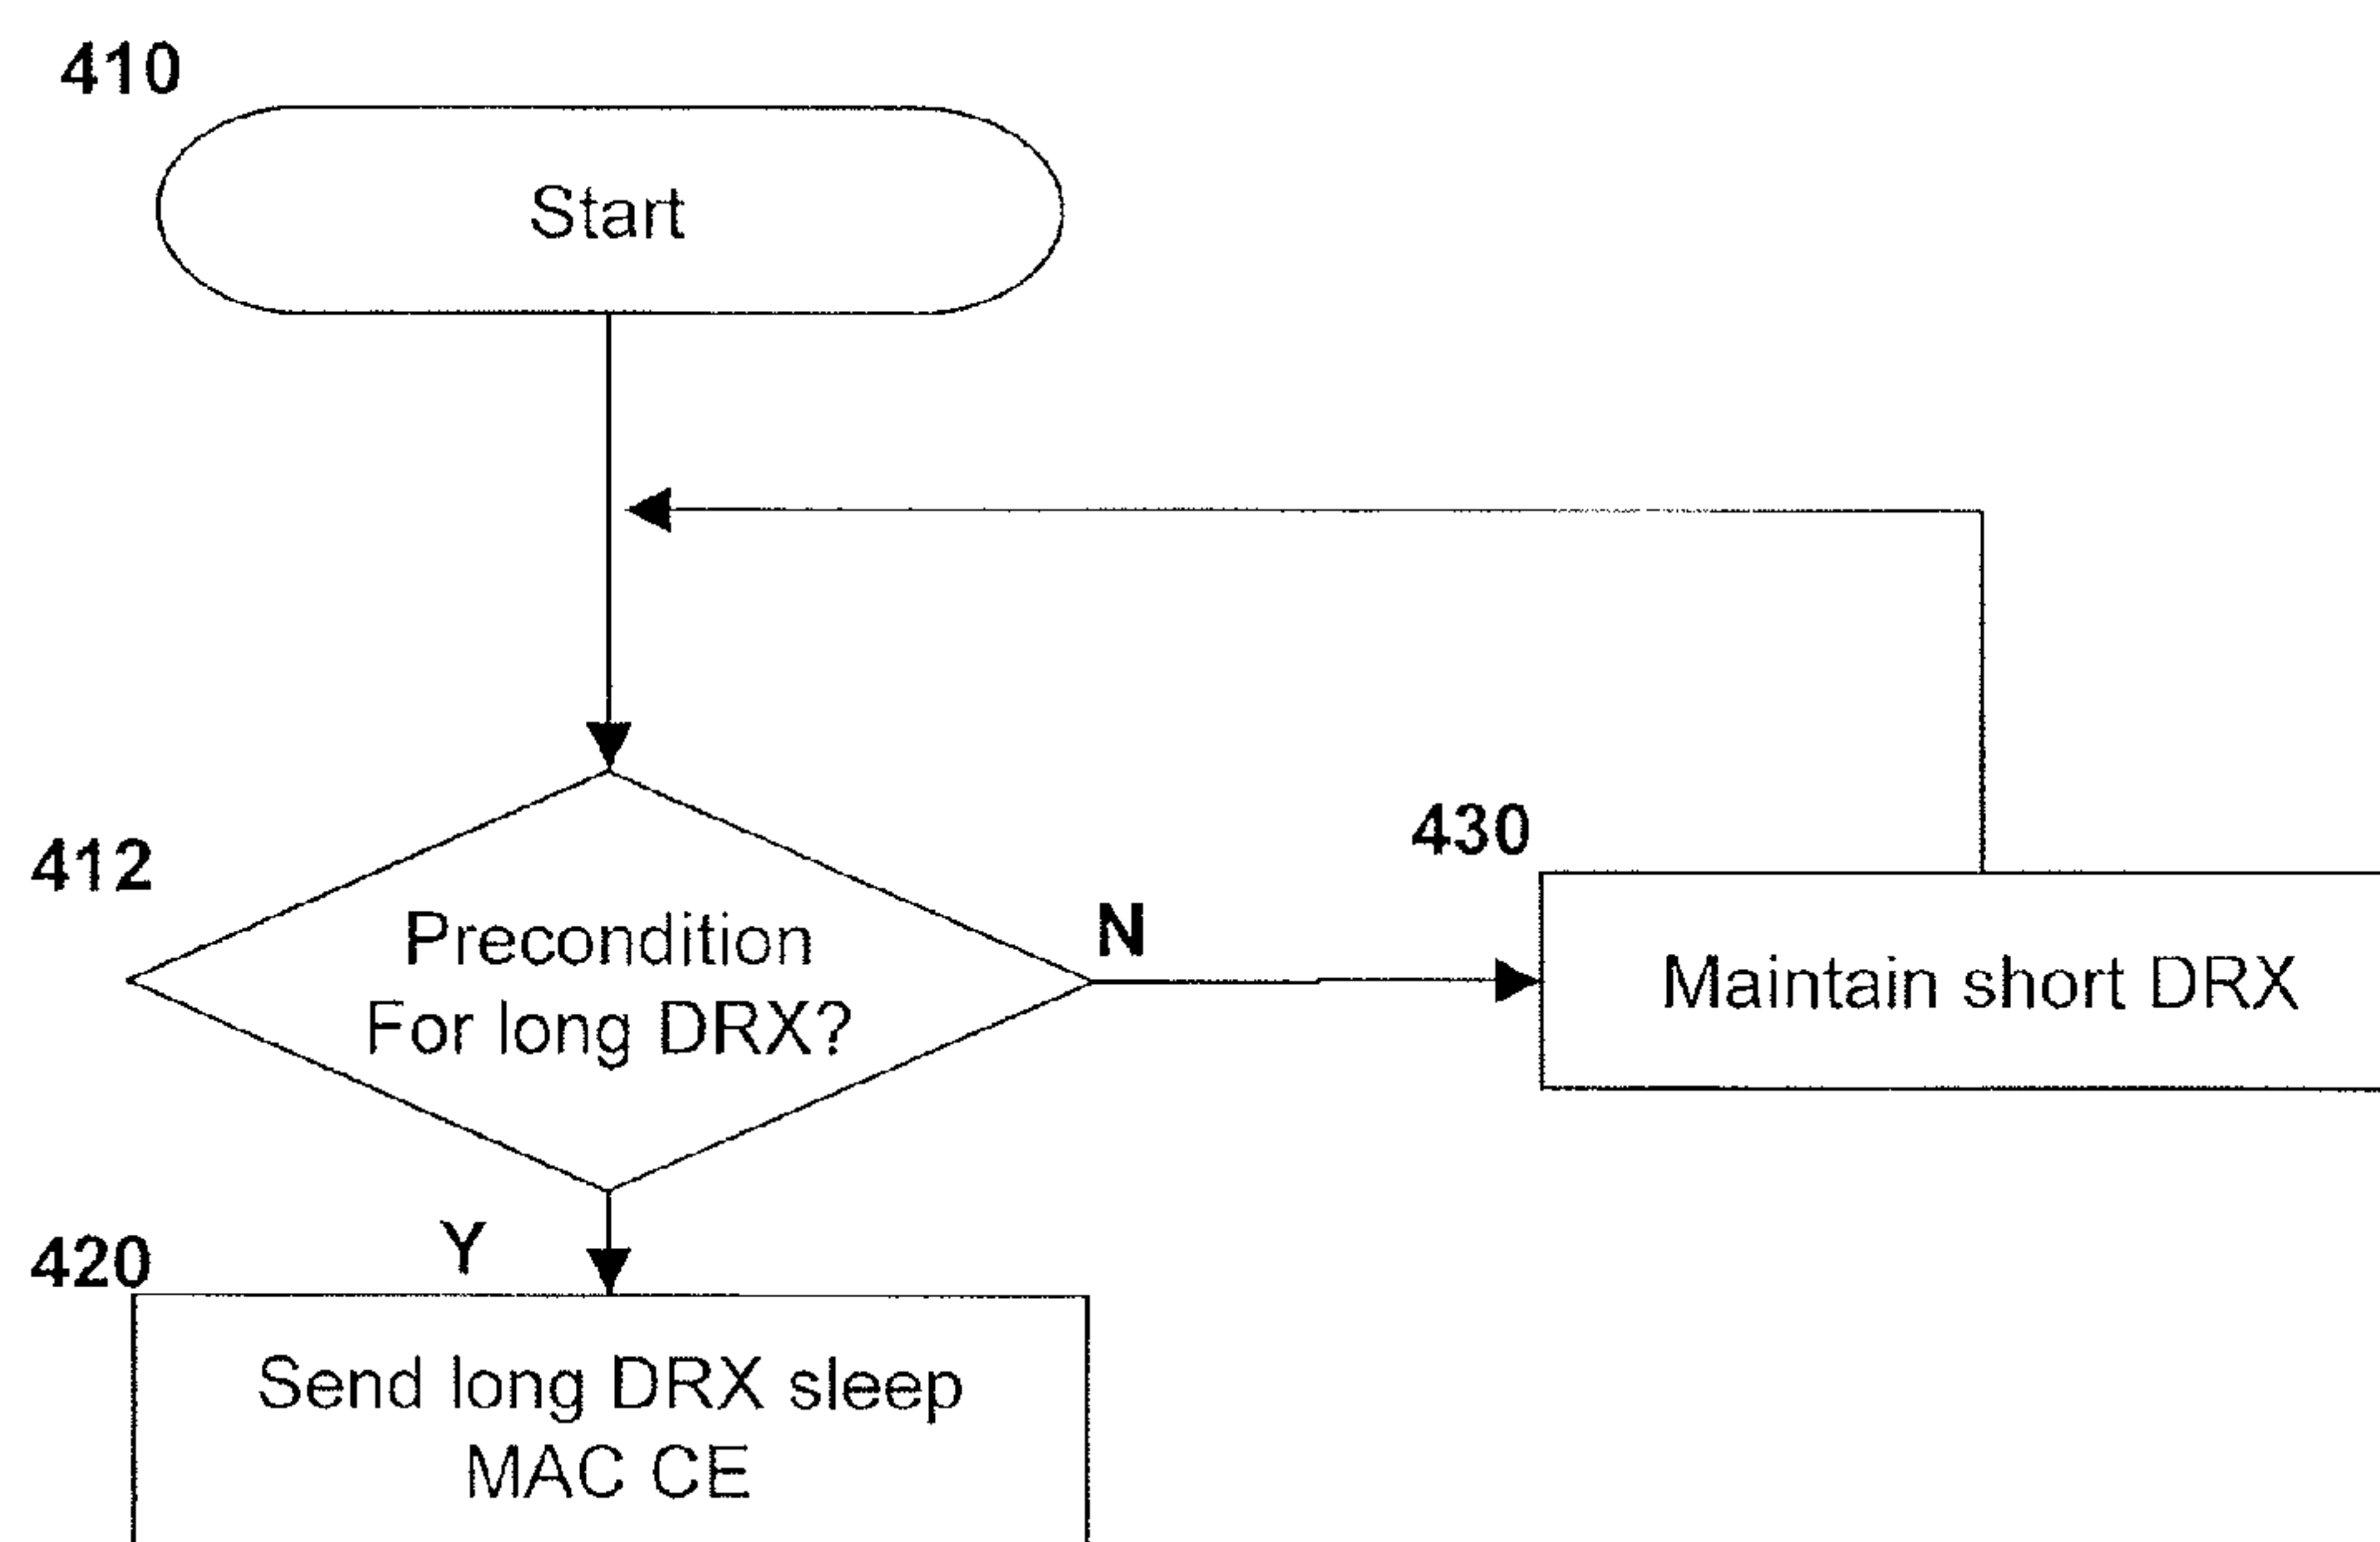 410
Start
412
Precondition
For long DRX?
N
430
Maintain short DRX
Y
420
Send long DRX sleep
MAC CE